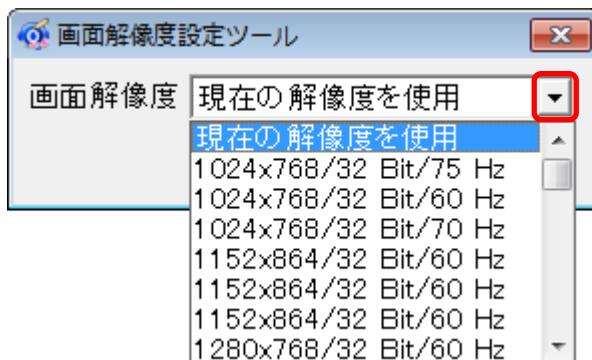 画面解像度設定ツール
画面解像度 現在の解像度を使用
現在の解像度を使用
1024x768/32 Bit/75 Hz
1024x768/32 Bit/60 Hz
1024x768/32 Bit/70 Hz
1152x864/32 Bit/60 Hz
1152x864/32 Bit/60 Hz
1152x864/32 Bit/60 Hz
1280x768/32 Bit/60 Hz